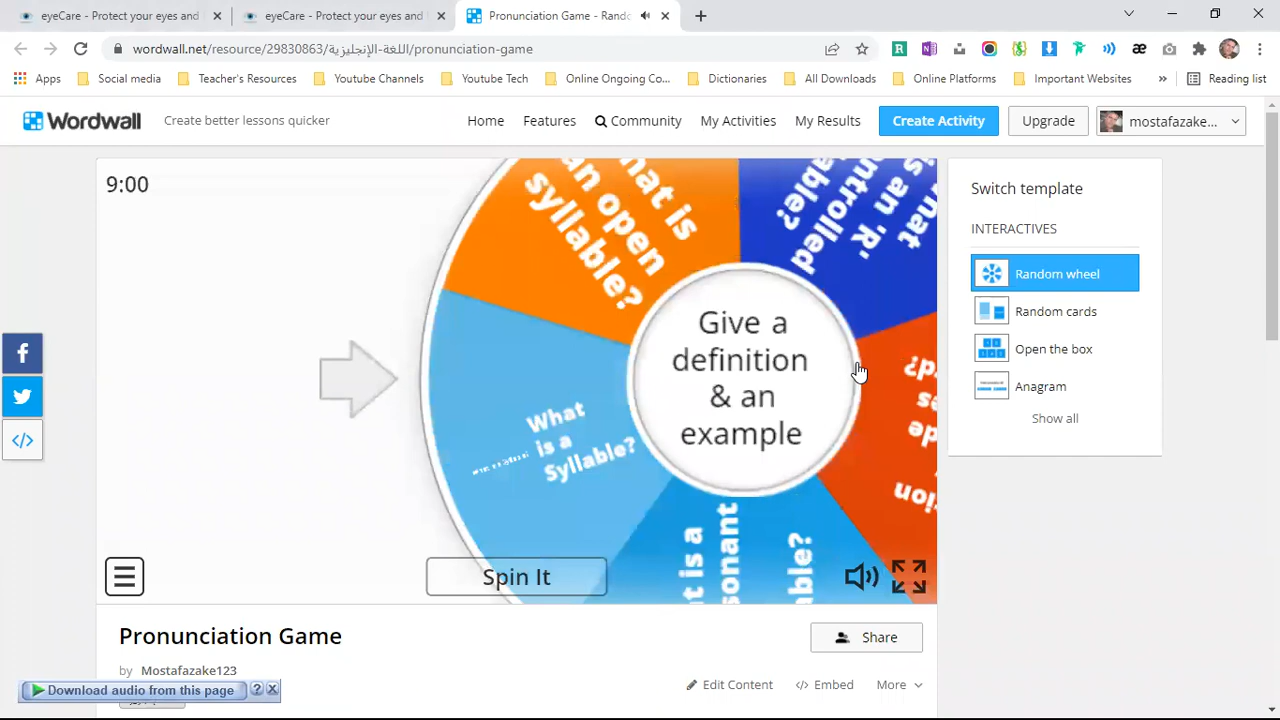 eyeCare - Protect your eyes and
eyeCare - Protect your eyes and
Pronunciation Game - Rando
wordwall.net/resource/29830863/اللغة-الإنجليزية/pronunciation-game
Apps
Social media
Teacher's Resources
Youtube Channels
Youtube Tech
Online Ongoing Co...
Dictionaries
All Downloads
Online Platforms
Important Websites
Reading list
Wordwall
Create better lessons quicker
Home
Features
Community
My Activities
My Results
Create Activity
Upgrade
mostafazake...
9:00
What is
an open
syllable?
What
is an 'R'
controlled
What
is a
Syllable?
Give a
definition
& an
example
Spin It
Switch template
INTERACTIVES
Random wheel
Random cards
Open the box
Anagram
Show all
Pronunciation Game
Share
by Mostafazake123
Edit Content
Embed
More
Download audio from this page